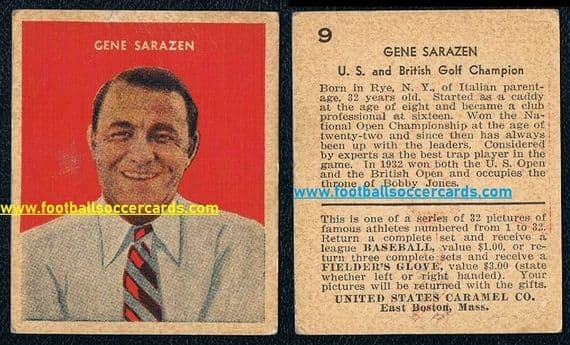 GENE SARAZEN
www.footballsoccercards.com
9
GENE SARAZEN
U. S. and British Golf Champion
Born in Rye, N. Y., of Italian parent-
age, 32 years old. Started as a caddy
at the age of eight and became a club
professional at sixteen. Won the Na-
tional Open Championship at the age of
twenty-two and since then has always
been up with the leaders. Considered
by experts as the best trap player in the
game. In 1932 won both the U. S. Open
and the British Open and occupies the
throne of Bobby Jones.
www.footballsoccercards.com
This is one of a series of 32 pictures of
famous athletes numbered from 1 to 32.
Return a complete set and receive a
league BASEBALL, value $1.00, or re-
turn three complete sets and receive a
FIELDER'S GLOVE, value $3.00 (state
whether left or right handed). Your
pictures will be returned with the gifts.
UNITED STATES CARAMEL CO.
East Boston, Mass.